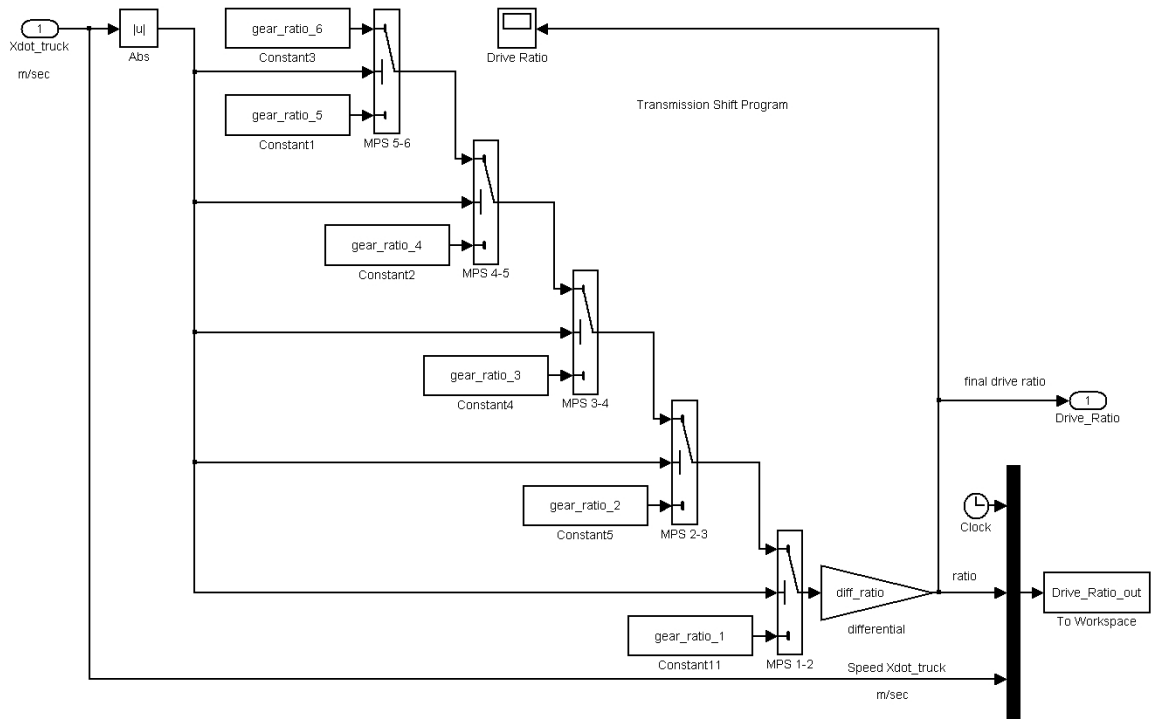 1
Xdot_truck
m/sec
|u|
Abs
gear_ratio_6
Constant3
gear_ratio_5
Constant1
MPS 5-6
Drive Ratio
Transmission Shift Program
gear_ratio_4
Constant2
MPS 4-5
gear_ratio_3
Constant4
MPS 3-4
final drive ratio
1
Drive_Ratio
gear_ratio_2
Constant5
MPS 2-3
Clock
ratio
diff_ratio
differential
Drive_Ratio_out
To Workspace
gear_ratio_1
Constant11
MPS 1-2
Speed Xdot_truck
m/sec